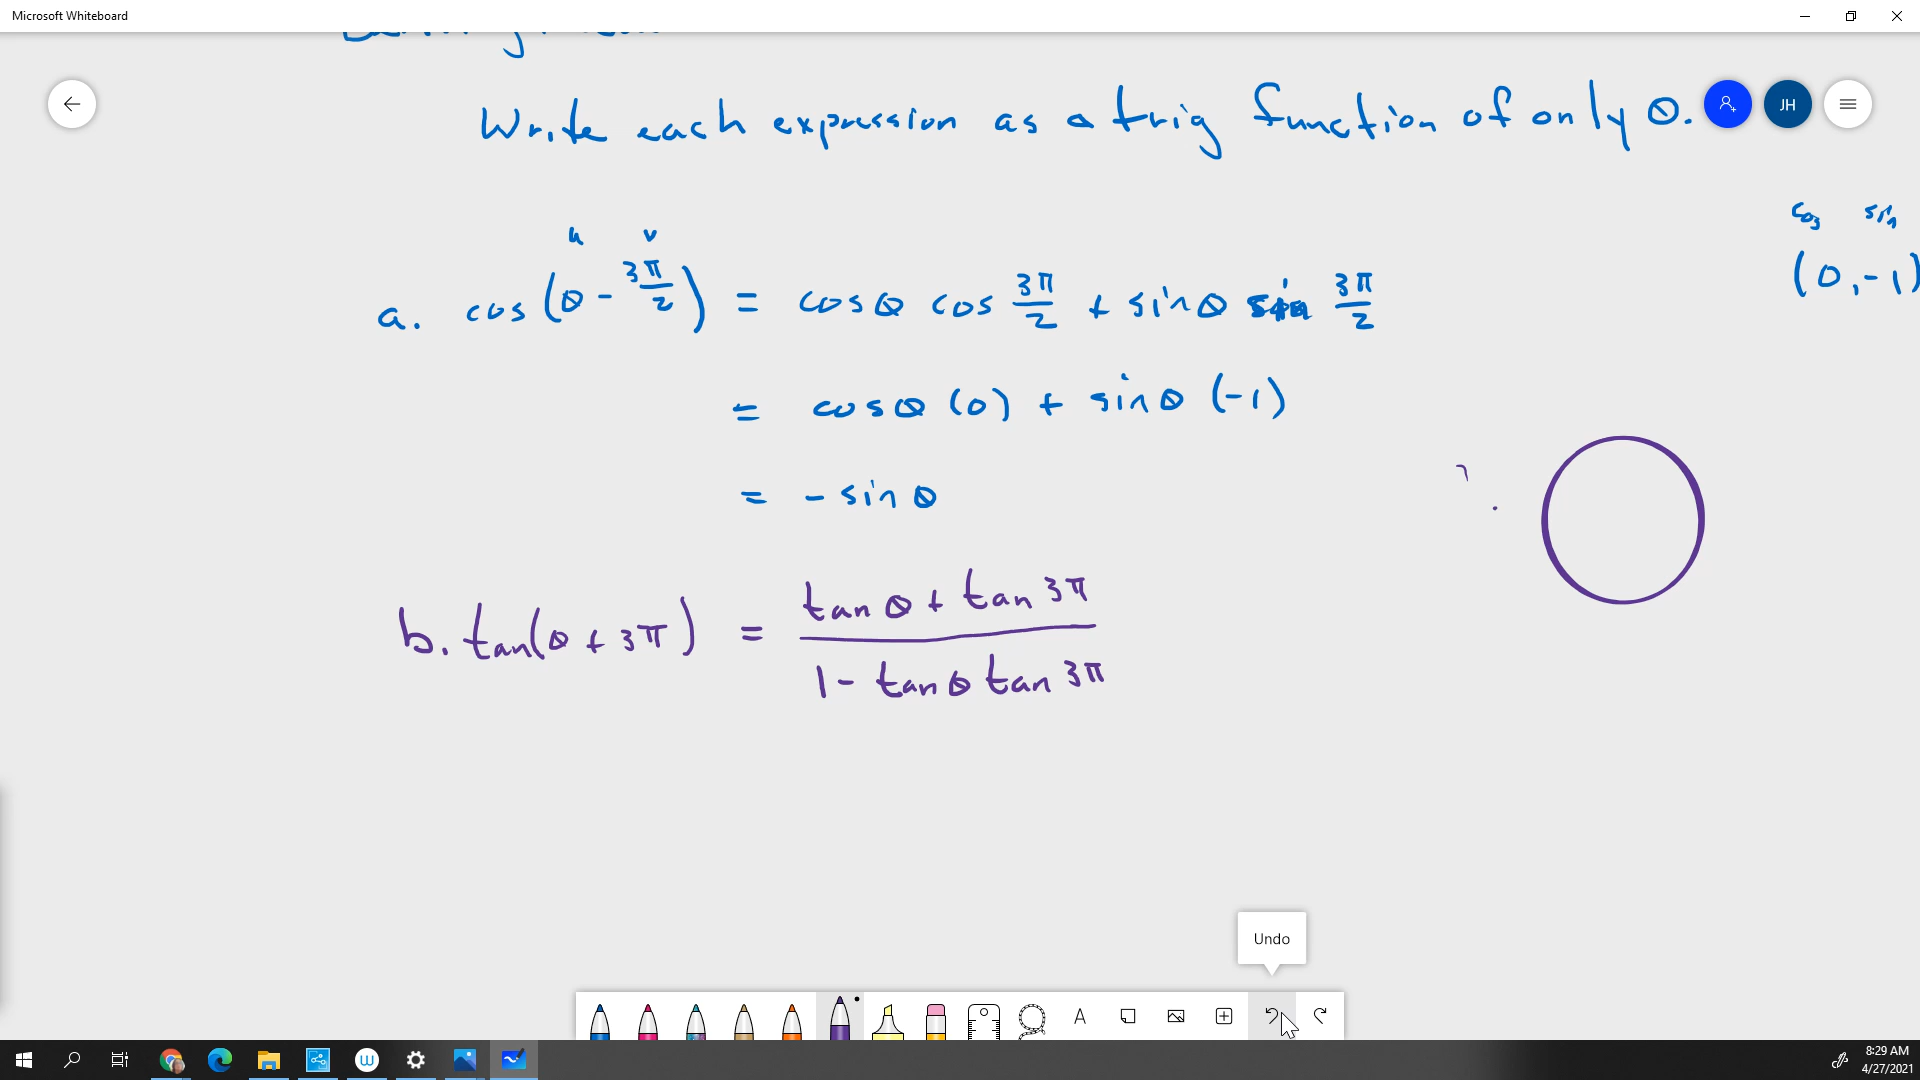 Microsoft Whiteboard
Write each expression as a trig function of only θ.
JH
cos sin
(0, -1)
u v
a. cos(θ - 3π/2) = cosθ cos 3π/2 + sinθ sin 3π/2
= cosθ (0) + sinθ (-1)
= - sinθ
b. tan(θ + 3π) = (tanθ + tan 3π)/(1 - tanθ tan 3π)
Undo
A
8:29 AM
4/27/2021